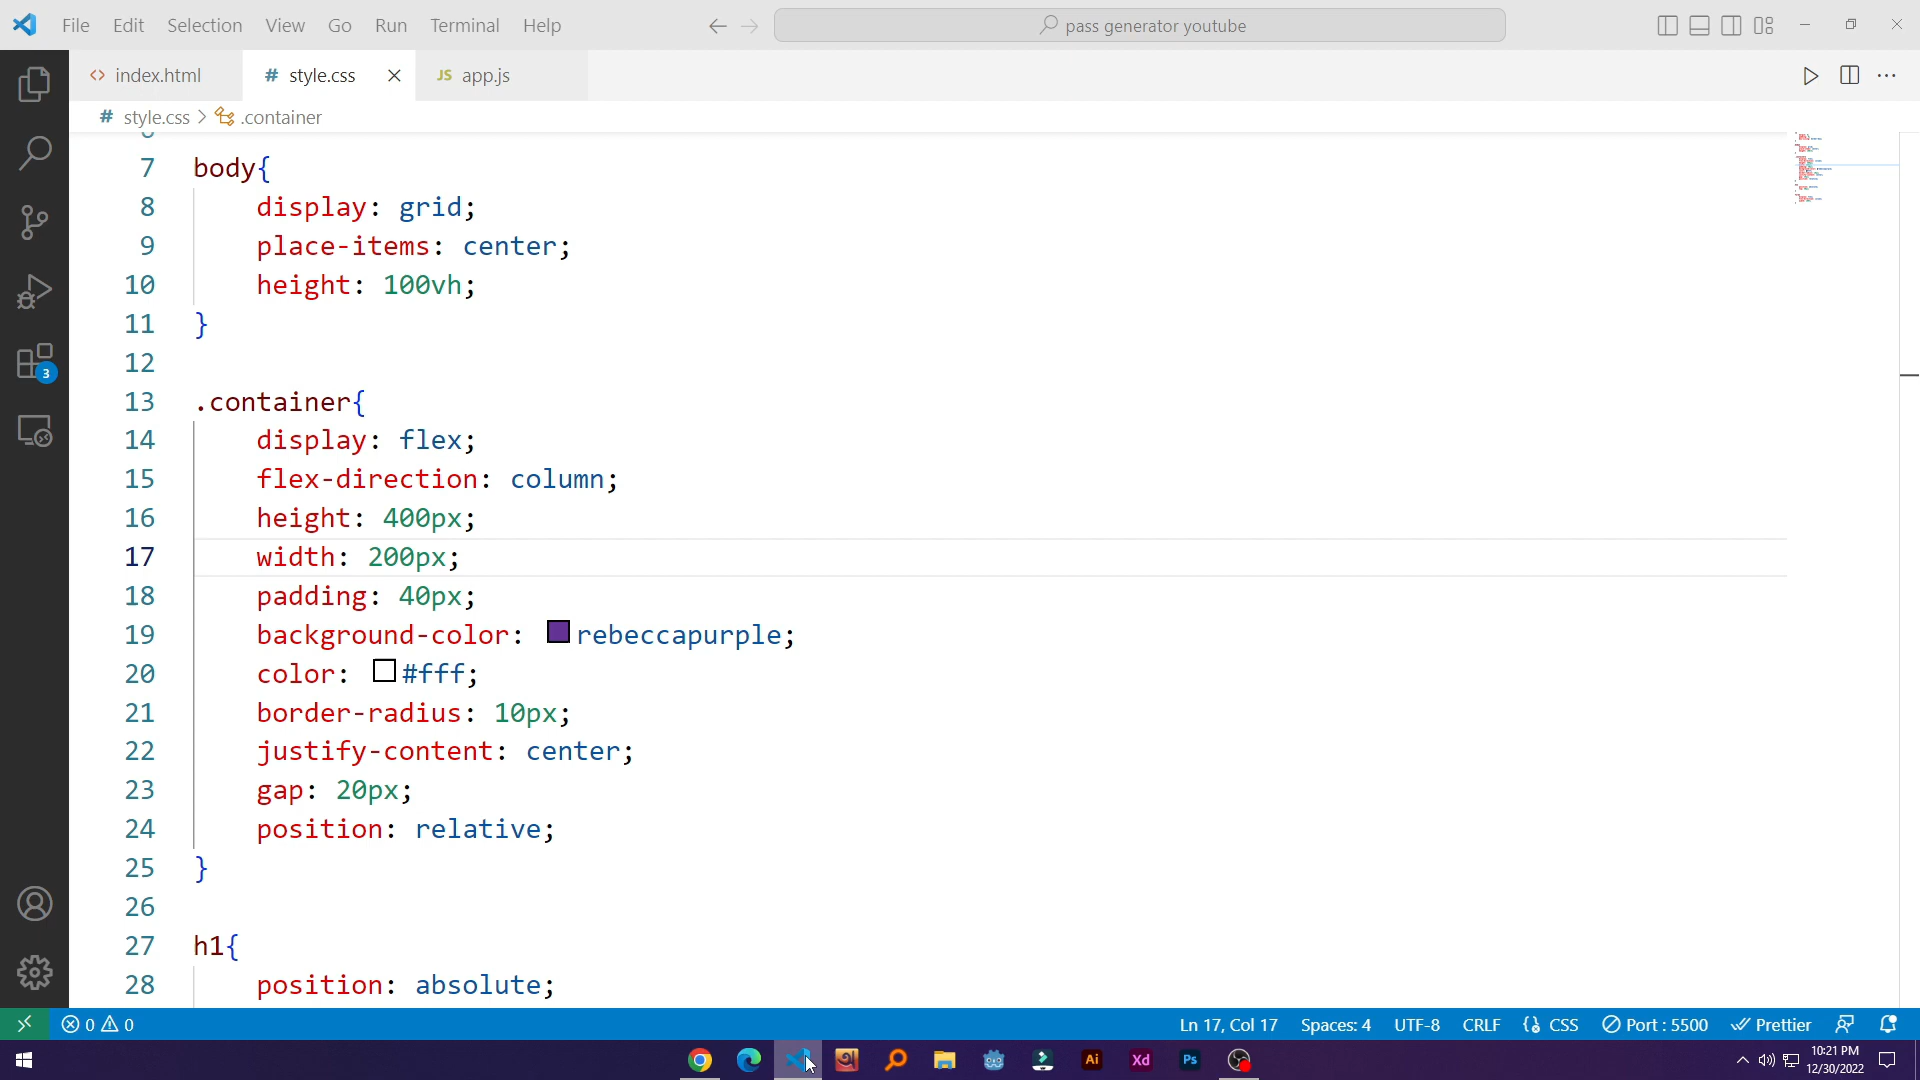 File Edit Selection View Go Run Terminal Help
pass generator youtube
<> index.html
# style.css
JS app.js
# style.css > .container
6
7 body{
8 display: grid;
9 place-items: center;
10 height: 100vh;
11 }
12
13 .container{
14 display: flex;
15 flex-direction: column;
16 height: 400px;
17 width: 200px;
18 padding: 40px;
19 background-color: rebeccapurple;
20 color: #fff;
21 border-radius: 10px;
22 justify-content: center;
23 gap: 20px;
24 position: relative;
25 }
26
27 h1{
28 position: absolute;
3
0 0
Ln 17, Col 17 Spaces: 4 UTF-8 CRLF {} CSS Port : 5500 Prettier
Ai Xd Ps
10:21 PM
12/30/2022